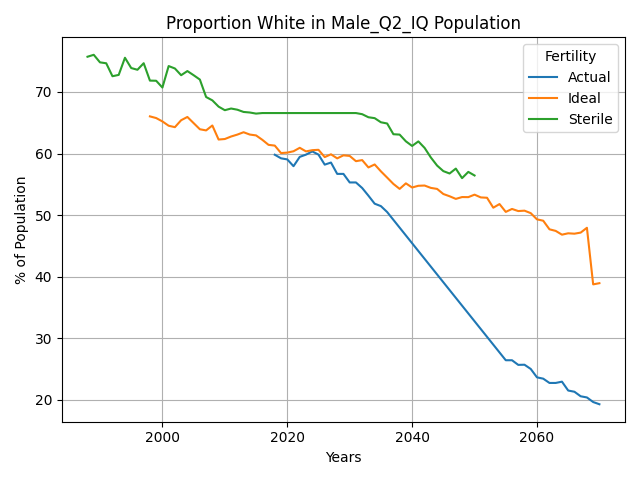 Proportion White in Male_Q2_IQ Population
Fertility
Actual
Ideal
Sterile
% of Population
70
60
50
40
30
20
2000
2020
2040
2060
Years